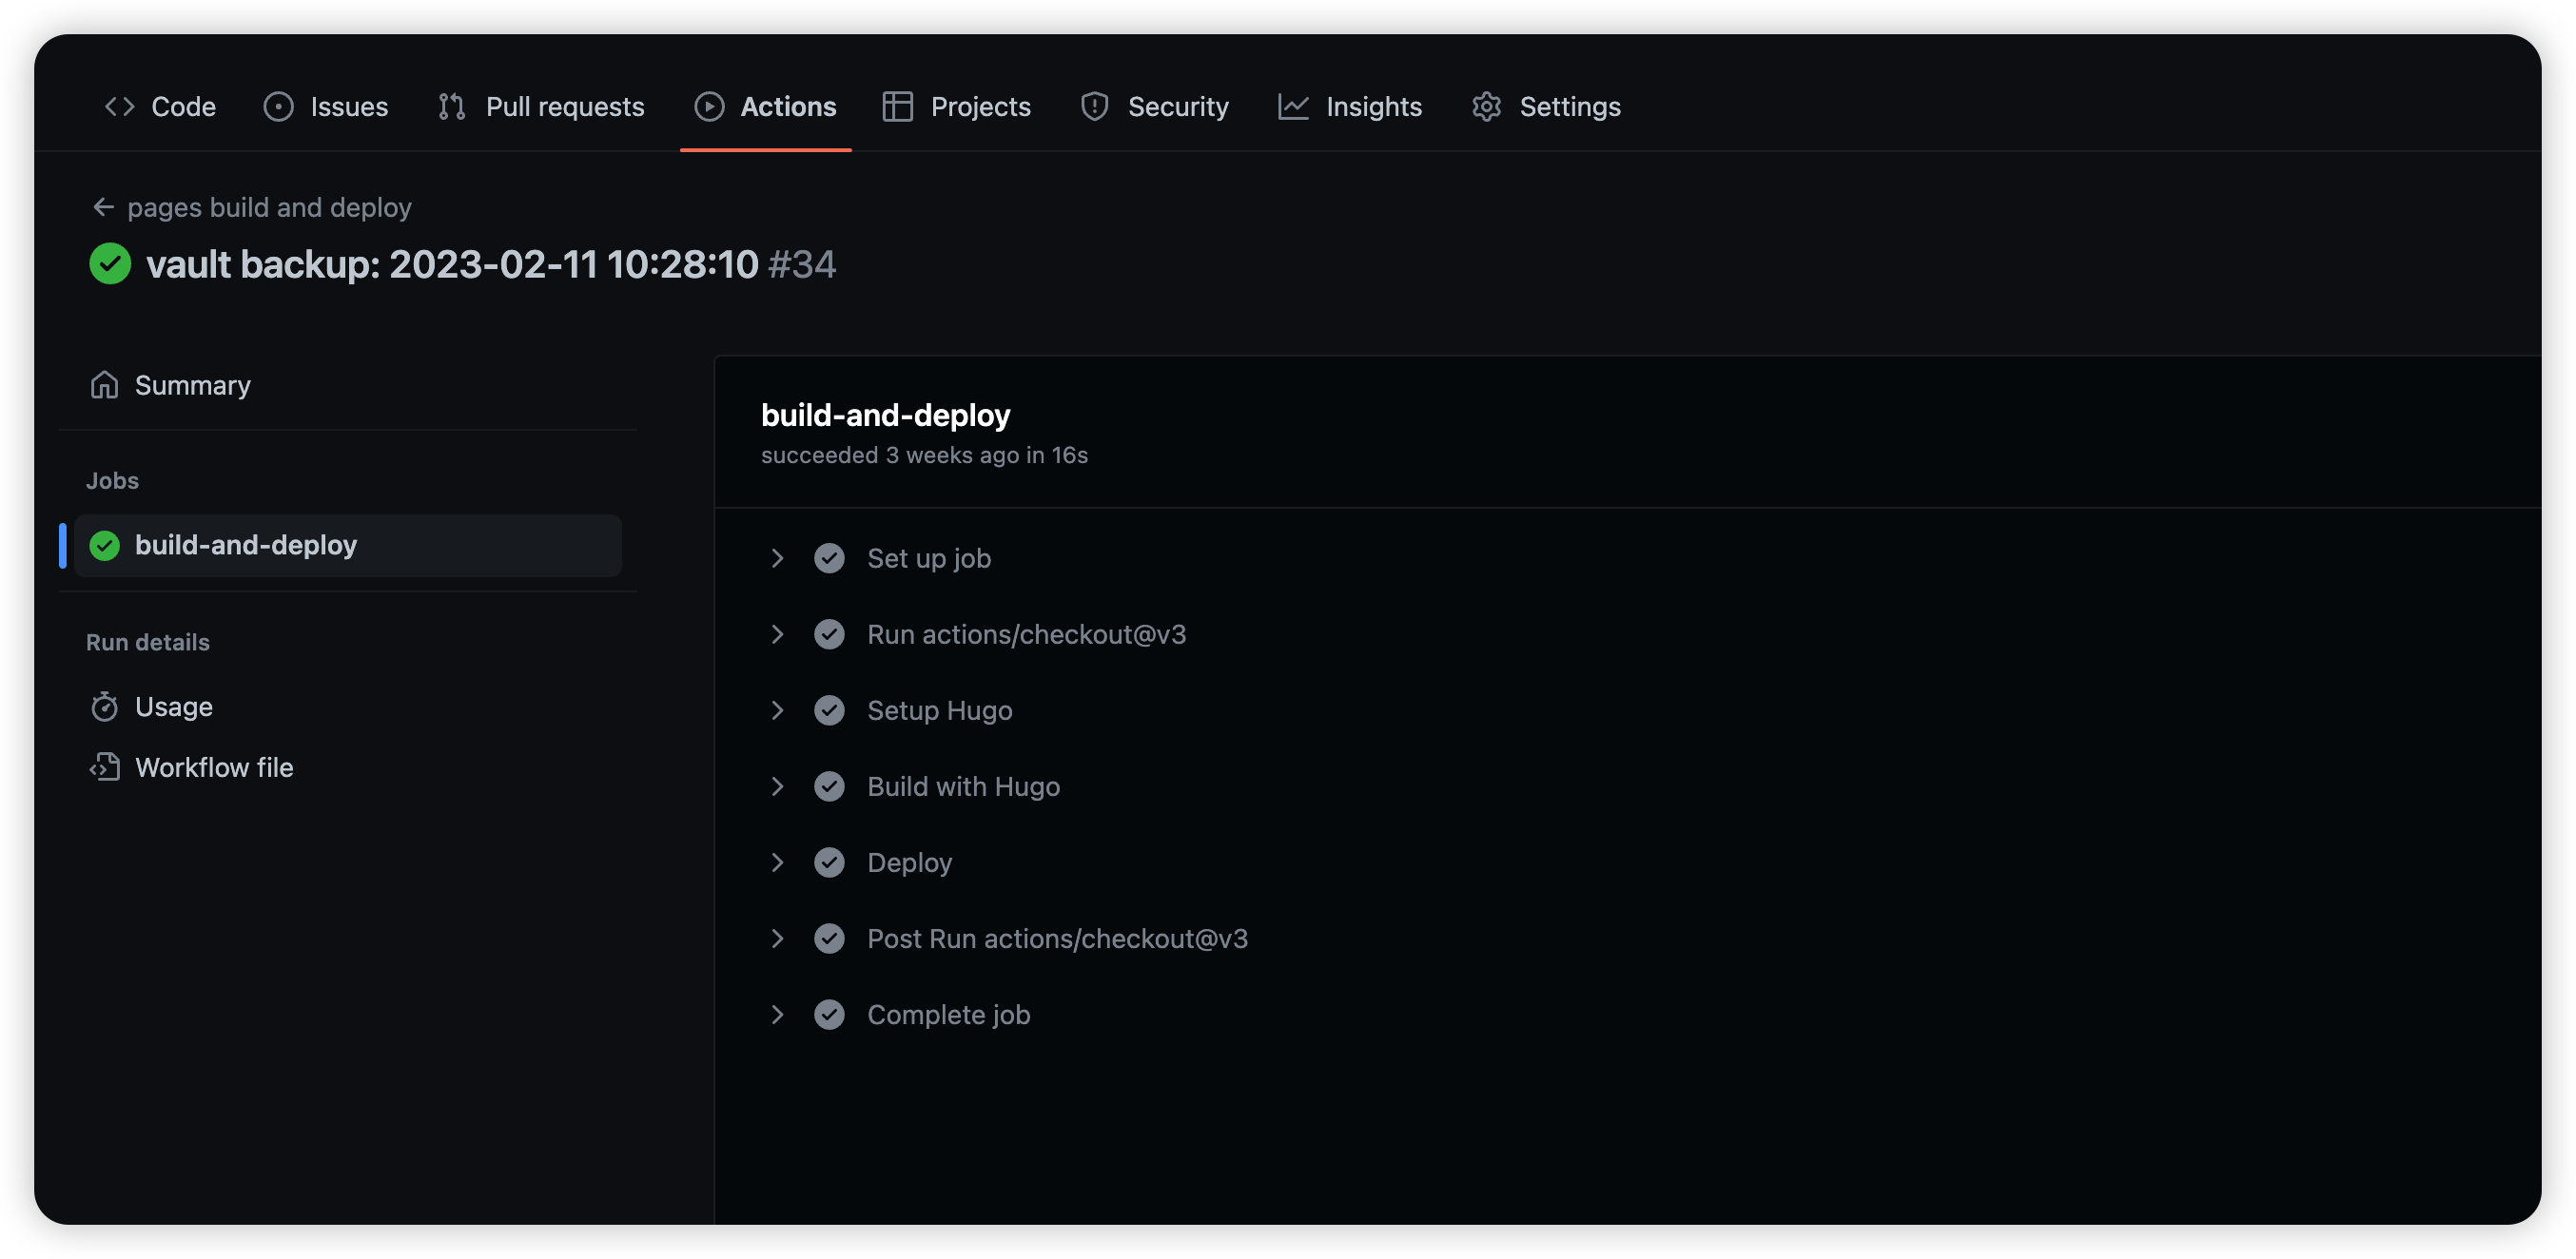 Code Issues Pull requests Actions Projects Security Insights Settings
pages build and deploy
vault backup: 2023-02-11 10:28:10 #34
Summary
Jobs
build-and-deploy
Run details
Usage
Workflow file
build-and-deploy
succeeded 3 weeks ago in 16s
Set up job
Run actions/checkout@v3
Setup Hugo
Build with Hugo
Deploy
Post Run actions/checkout@v3
Complete job